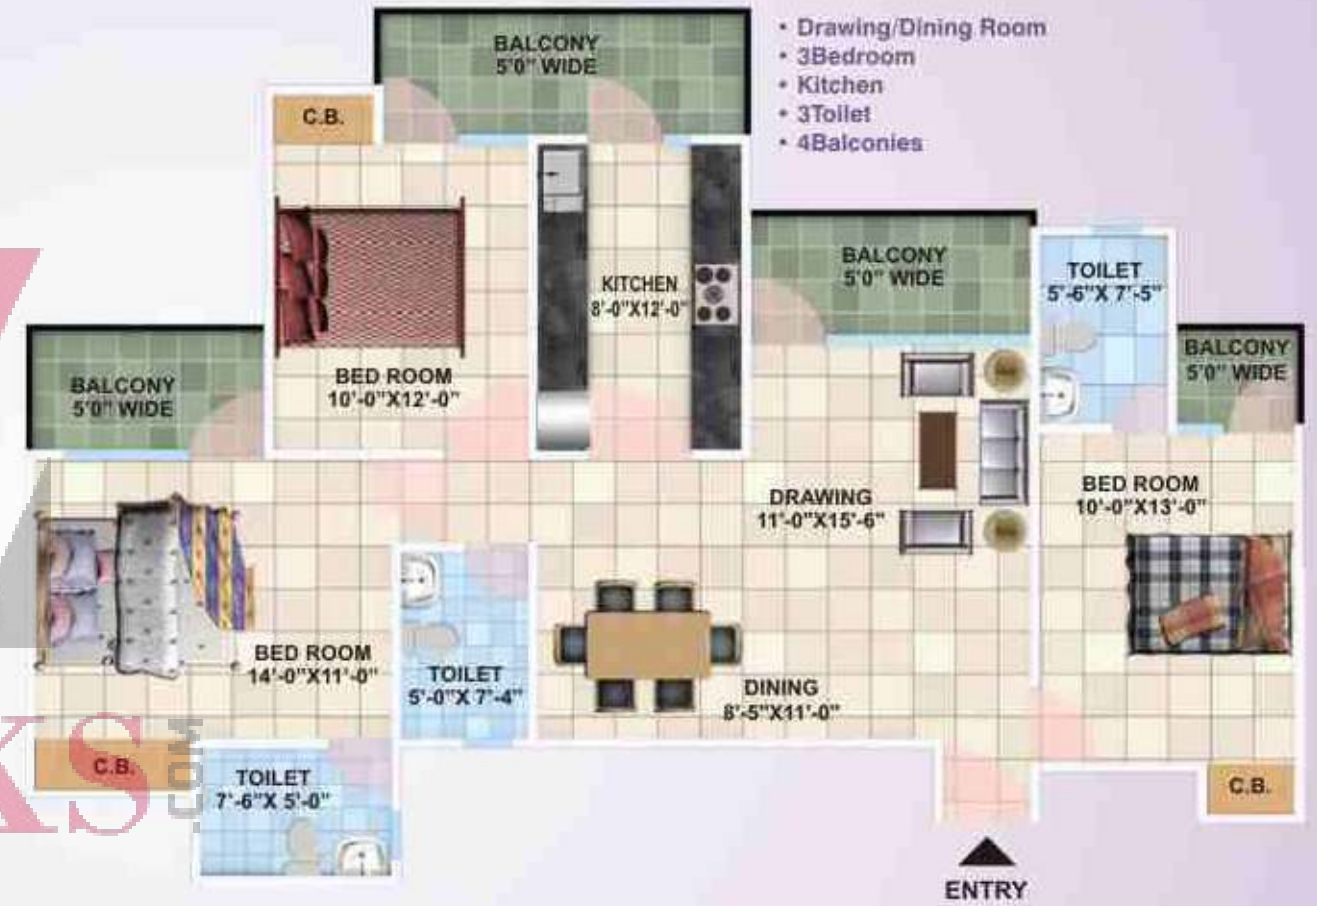 • Drawing/Dining Room
• 3Bedroom
• Kitchen
• 3Toilet
• 4Balconies
BALCONY
5'0" WIDE
C.B.
BED ROOM
10'-0"X12'-0"
KITCHEN
8'-0"X12'-0"
BALCONY
5'0" WIDE
TOILET
5'-6"X 7'-5"
BALCONY
5'0" WIDE
BALCONY
5'0" WIDE
DRAWING
11'-0"X15'-6"
BED ROOM
10'-0"X13'-0"
BED ROOM
14'-0"X11'-0"
TOILET
5'-0"X 7'-4"
DINING
8'-5"X11'-0"
C.B.
TOILET
7'-6"X 5'-0"
C.B.
ENTRY
KS
.COM